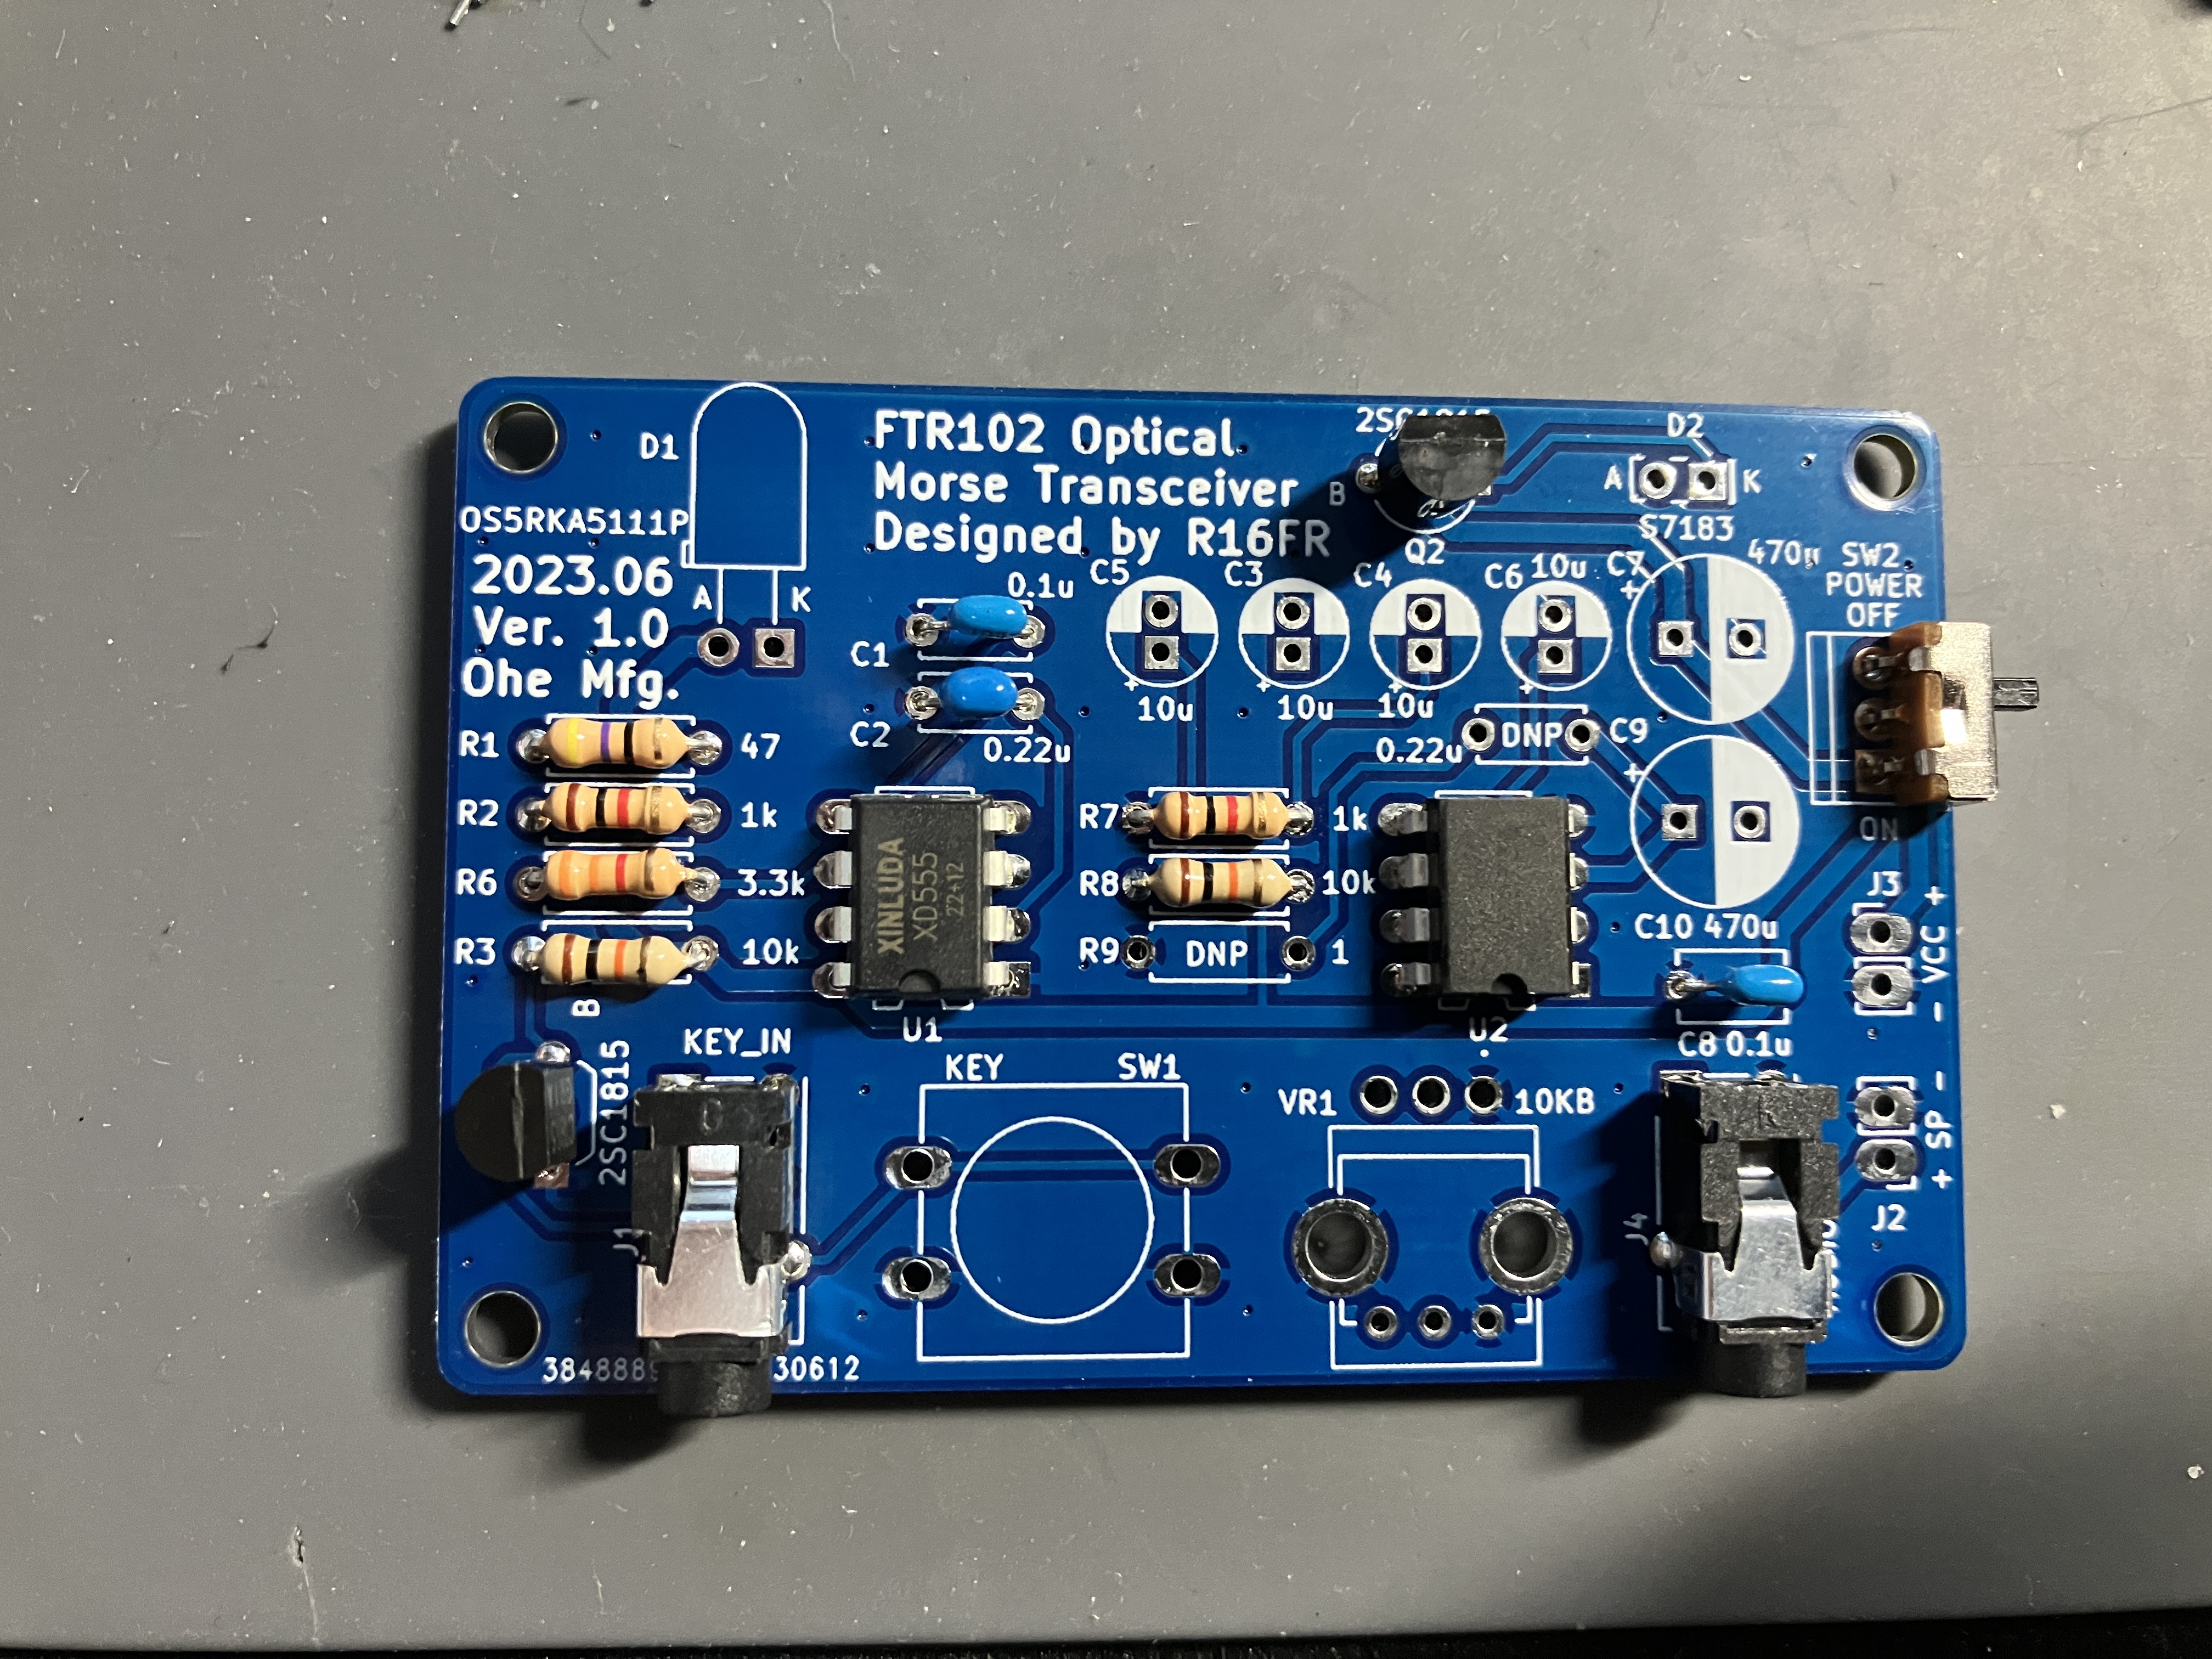 FTR102 Optical
Morse Transceiver
Designed by R16FR
D1
OS5RKA5111P
2023.06
Ver. 1.0
Ohe Mfg.
A
K
B
Q2
D2
A
K
S7183
0.1u
C1
C2
0.22u
C5
10u
C3
10u
C4
10u
C6
10u
C7
470u
+
+
+
+
+
SW2
POWER
OFF
ON
0.22u
DNP
C9
+
C10 470u
R1
47
R2
1k
R6
3.3k
R3
10k
XINLUDA
XD555
22+12
U1
R7
1k
R8
10k
R9
DNP
1
U2
C8 0.1u
J3
VCC
+
-
B
2SC1815
KEY_IN
J1
KEY
SW1
VR1
10KB
J4
SP
-
+
J2
30612